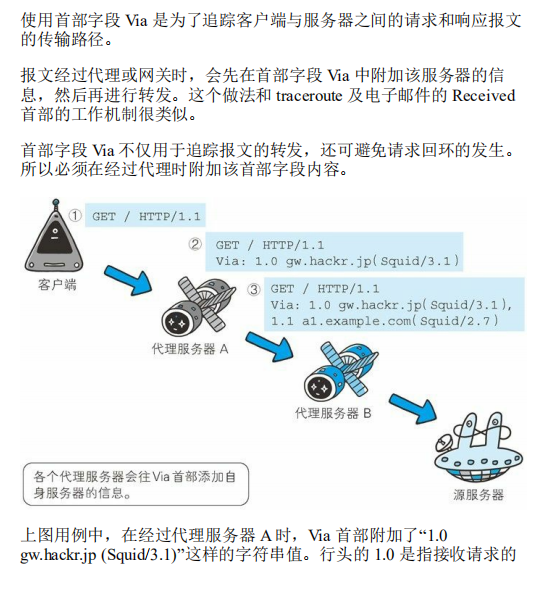 使用首部字段 Via 是为了追踪客户端与服务器之间的请求和响应报文
的传输路径。
报文经过代理或网关时，会先在首部字段 Via 中附加该服务器的信
息，然后再进行转发。这个做法和 traceroute 及电子邮件的 Received
首部的工作机制很类似。
首部字段 Via 不仅用于追踪报文的转发，还可避免请求回环的发生。
所以必须在经过代理时附加该首部字段内容。
① GET / HTTP/1.1
② GET / HTTP/1.1
Via: 1.0 gw.hackr.jp(Squid/3.1)
客户端
③ GET / HTTP/1.1
Via: 1.0 gw.hackr.jp(Squid/3.1),
1.1 a1.example.com(Squid/2.7)
代理服务器 A
代理服务器 B
各个代理服务器会往Via首部添加自
身服务器的信息。
源服务器
上图用例中，在经过代理服务器 A 时，Via 首部附加了“1.0
gw.hackr.jp (Squid/3.1)”这样的字符串值。行头的 1.0 是指接收请求的